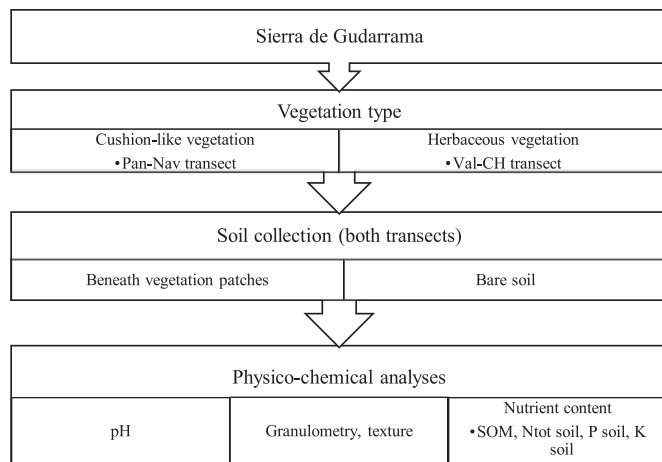 Sierra de Gudarrama
Vegetation type
Cushion-like vegetation
•Pan-Nav transect
Herbaceous vegetation
•Val-CH transect
Soil collection (both transects)
Beneath vegetation patches
Bare soil
Physico-chemical analyses
pH
Granulometry, texture
Nutrient content
•SOM, Ntot soil, P soil, K
soil